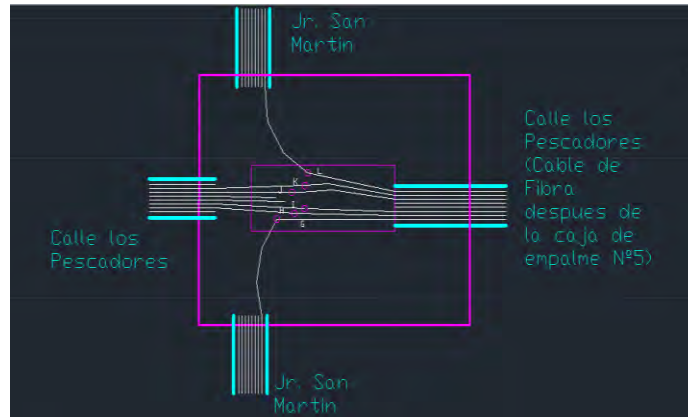 Jr. San
Martin
L
K
J
I
H
G
Calle los
Pescadores
Calle los
Pescadores
(Cable de
Fibra
despues de
la caja de
empalme Nº5)
Jr. San
Martin